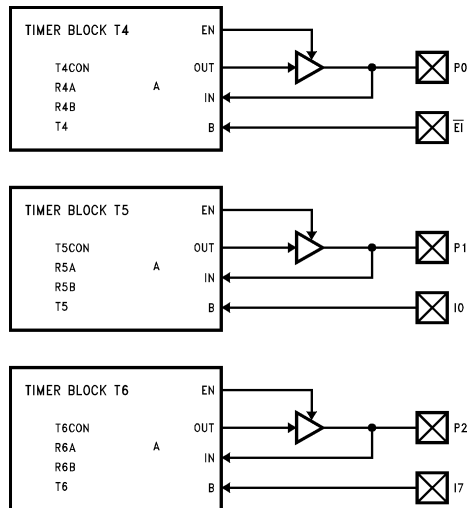 TIMER BLOCK T4 EN
T4CON OUT P0
R4A A
R4B IN
T4 B E̅I̅
TIMER BLOCK T5 EN
T5CON OUT P1
R5A A
R5B IN
T5 B I0
TIMER BLOCK T6 EN
T6CON OUT P2
R6A A
R6B IN
T6 B I7